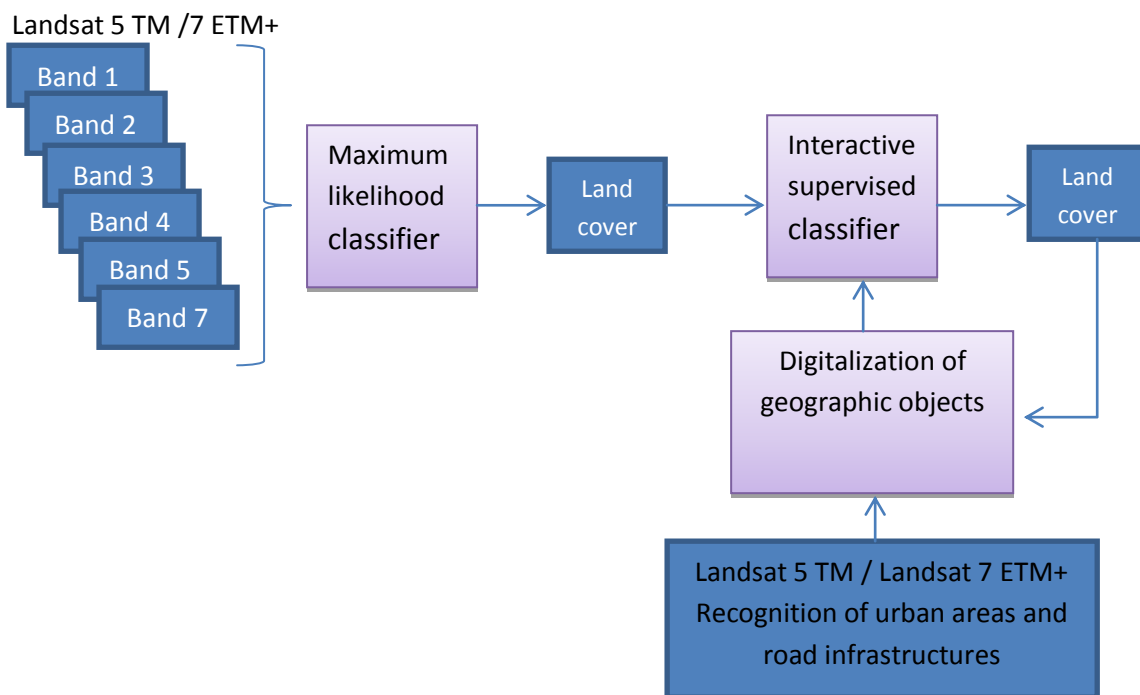 Landsat 5 TM /7 ETM+
Band 1
Band 2
Band 3
Band 4
Band 5
Band 7
Maximum
likelihood
classifier
Land
cover
Interactive
supervised
classifier
Land
cover
Digitalization of
geographic objects
Landsat 5 TM / Landsat 7 ETM+
Recognition of urban areas and
road infrastructures